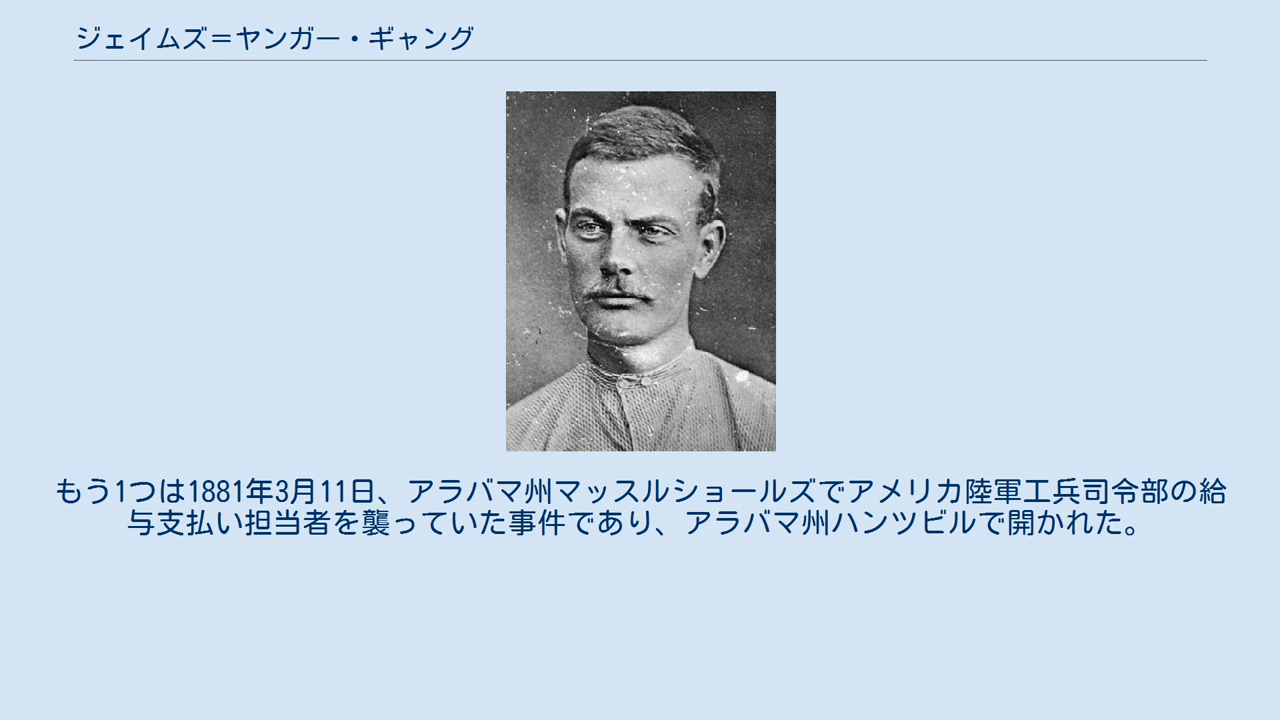 ジェイムズ＝ヤンガー・ギャング
もう1つは1881年3月11日、アラバマ州マッスルショールズでアメリカ陸軍工兵司令部の給
与支払い担当者を襲っていた事件であり、アラバマ州ハンツビルで開かれた。